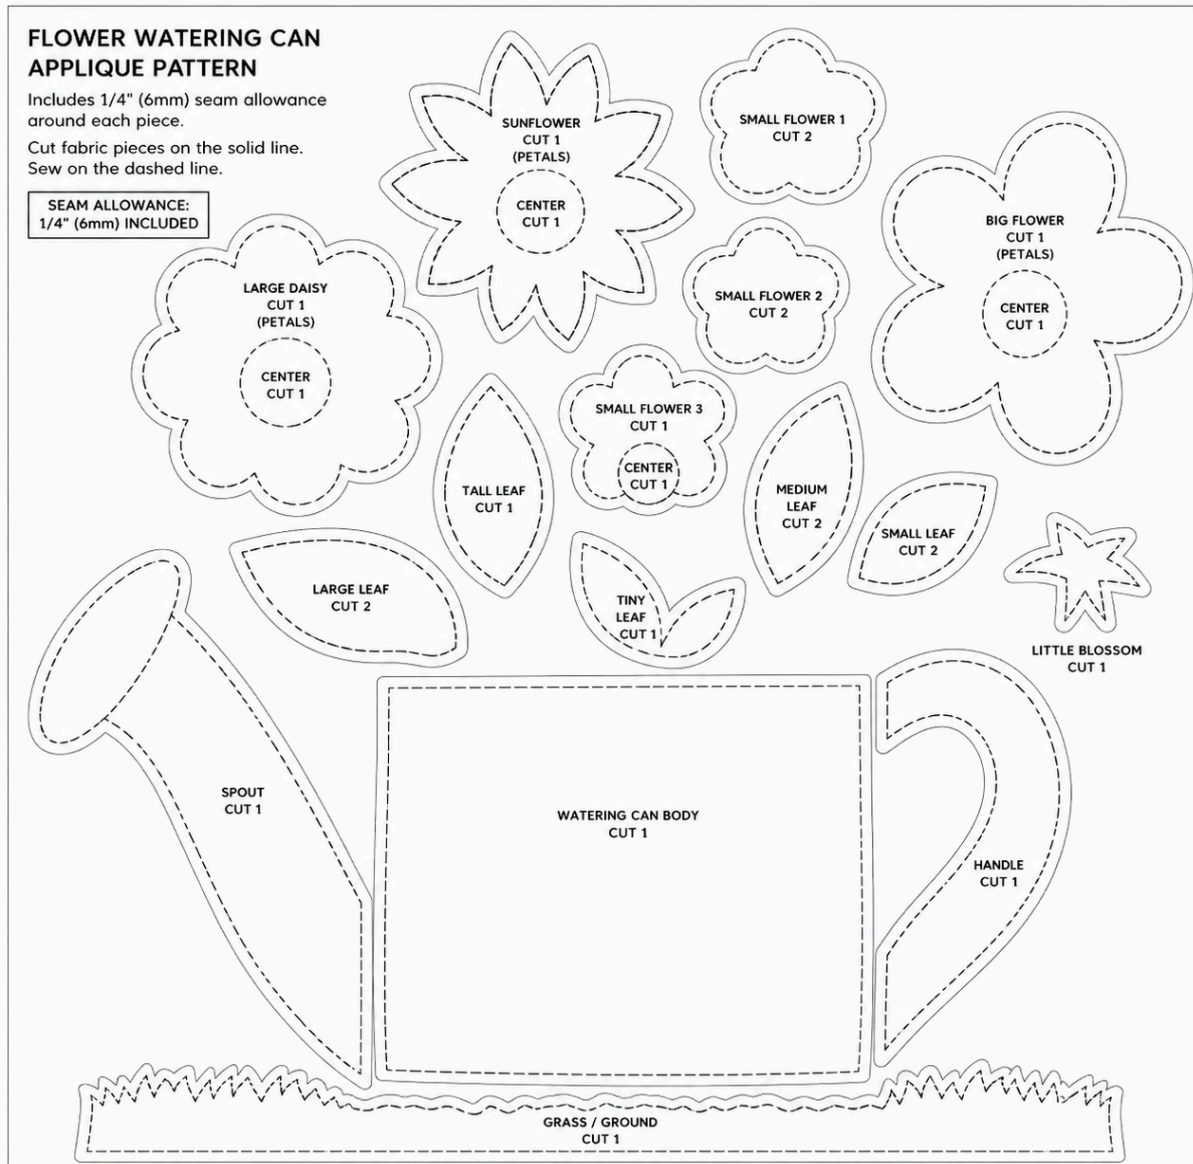 FLOWER WATERING CAN
APPLIQUE PATTERN
Includes 1/4" (6mm) seam allowance
around each piece.
Cut fabric pieces on the solid line.
Sew on the dashed line.
SEAM ALLOWANCE:
1/4" (6mm) INCLUDED
SUNFLOWER
CUT 1
(PETALS)
CENTER
CUT 1
SMALL FLOWER 1
CUT 2
BIG FLOWER
CUT 1
(PETALS)
CENTER
CUT 1
LARGE DAISY
CUT 1
(PETALS)
CENTER
CUT 1
SMALL FLOWER 2
CUT 2
SMALL FLOWER 3
CUT 1
CENTER
CUT 1
TALL LEAF
CUT 1
MEDIUM
LEAF
CUT 2
SMALL LEAF
CUT 2
LARGE LEAF
CUT 2
TINY
LEAF
CUT 1
LITTLE BLOSSOM
CUT 1
SPOUT
CUT 1
WATERING CAN BODY
CUT 1
HANDLE
CUT 1
GRASS / GROUND
CUT 1